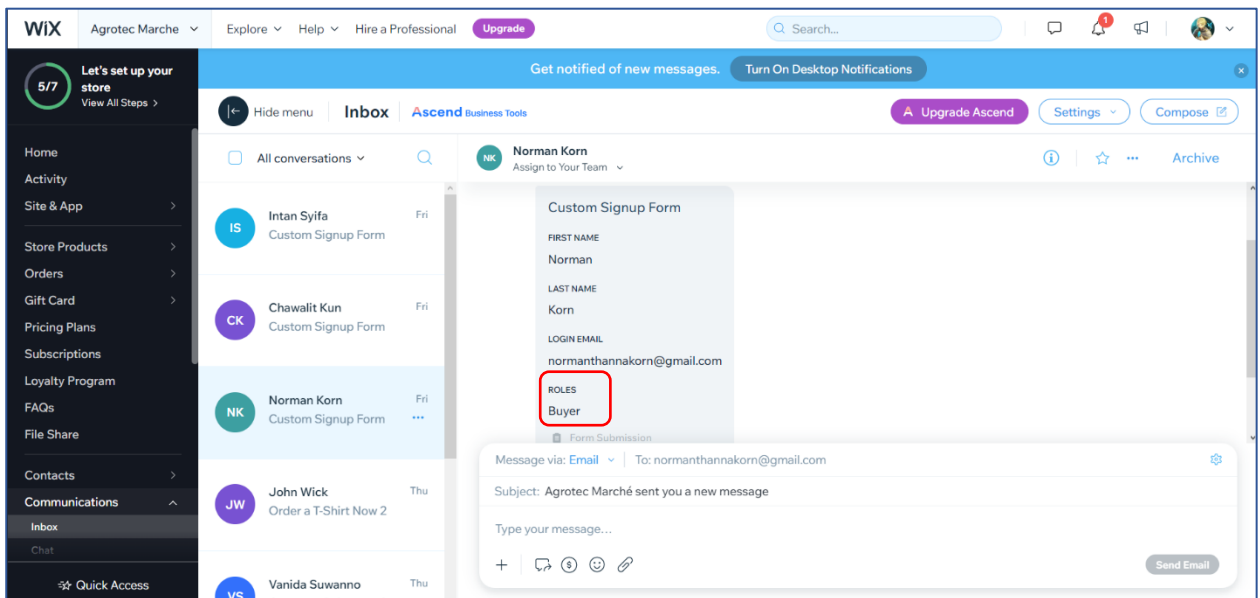 WiX Agrotec Marche Explore Help Hire a Professional Upgrade Search... 1
5/7 Let's set up your store
View All Steps >
Get notified of new messages. Turn On Desktop Notifications
Hide menu Inbox Ascend Business Tools A Upgrade Ascend Settings Compose
Home
Activity
Site & App
Store Products
Orders
Gift Card
Pricing Plans
Subscriptions
Loyalty Program
FAQs
File Share
Contacts
Communications
Inbox
Chat
Quick Access
All conversations
IS Intan Syifa Fri
Custom Signup Form
CK Chawalit Kun Fri
Custom Signup Form
NK Norman Korn Fri
Custom Signup Form ...
JW John Wick Thu
Order a T-Shirt Now 2
VS Vanida Suwanno Thu
NK Norman Korn
Assign to Your Team
... Archive
Custom Signup Form
FIRST NAME
Norman
LAST NAME
Korn
LOGIN EMAIL
normanthannakorn@gmail.com
ROLES
Buyer
Form Submission
Message via: Email To: normanthannakorn@gmail.com
Subject: Agrotec Marché sent you a new message
Type your message...
Send Email